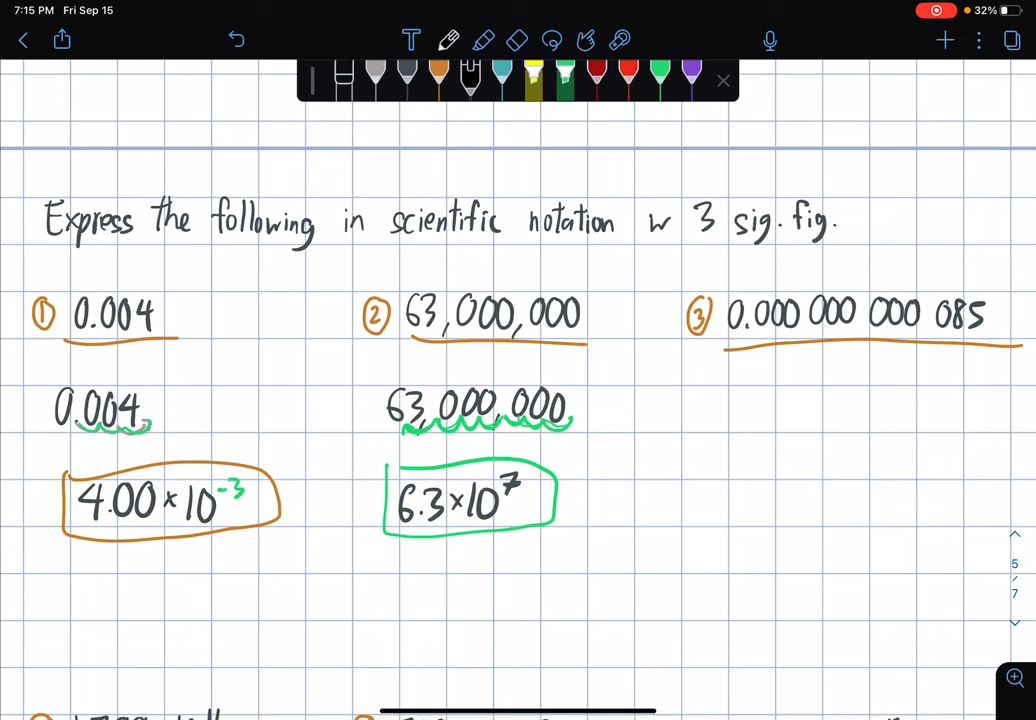 7:15 PM Fri Sep 15
32%
T
Express the following in scientific notation w 3 sig. fig.
① 0.004
② 63,000,000
③ 0.000 000 000 085
0.004
63,000,000
4.00 × 10⁻³
6.3 × 10⁷
5
/
7